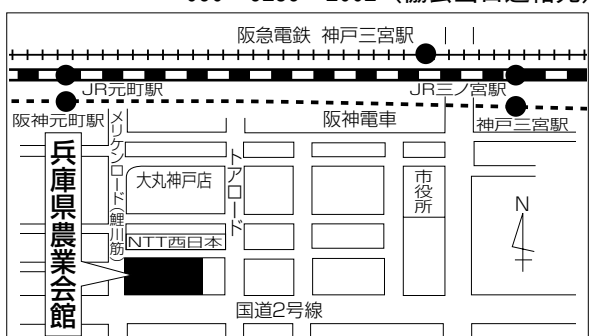 阪急電鉄 神戸三宮駅
JR元町駅
JR三ノ宮駅
阪神元町駅
阪神電車
神戸三宮駅
メリケンロード(鯉川筋)
トアロード
大丸神戸店
市役所
兵庫県農業会館
NTT西日本
N
国道2号線